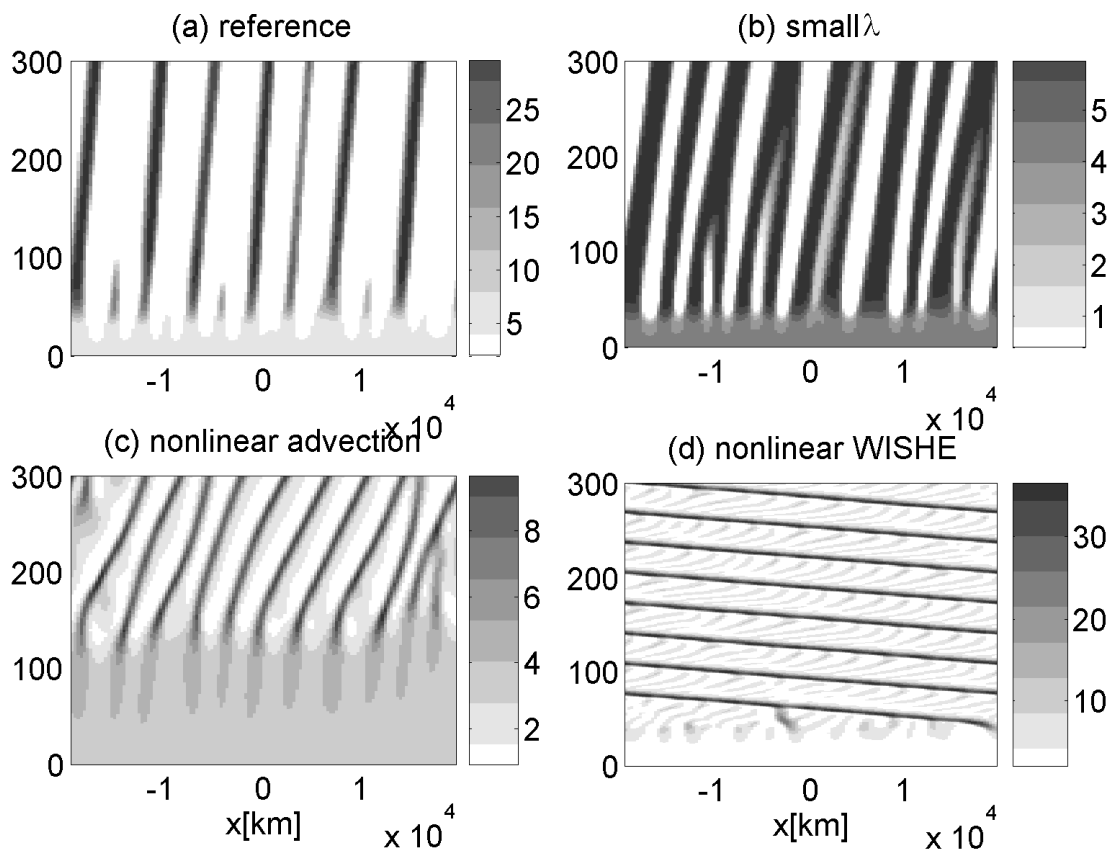 (a) reference
(b) small λ
300
200
100
0
-1 0 1
x 10^4
25
20
15
10
5
300
200
100
0
-1 0 1
x 10^4
5
4
3
2
1
(c) nonlinear advection
(d) nonlinear WISHE
300
200
100
0
-1 0 1
x[km]
x 10^4
8
6
4
2
300
200
100
0
-1 0 1
x[km]
x 10^4
30
20
10